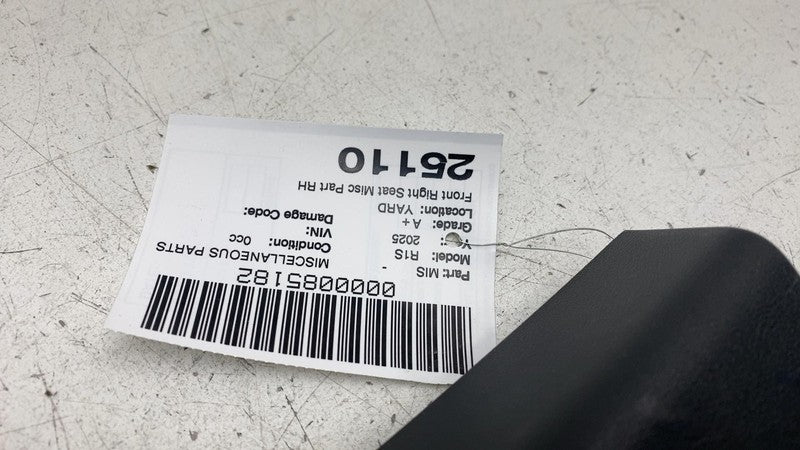 0000085182
Part: MIS - MISCELLANEOUS PARTS
Model: R1S Condition: 0cc
2025 VIN:
Grade: A+ Damage Code:
Location: YARD
Front Right Seat Misc Part RH
25110